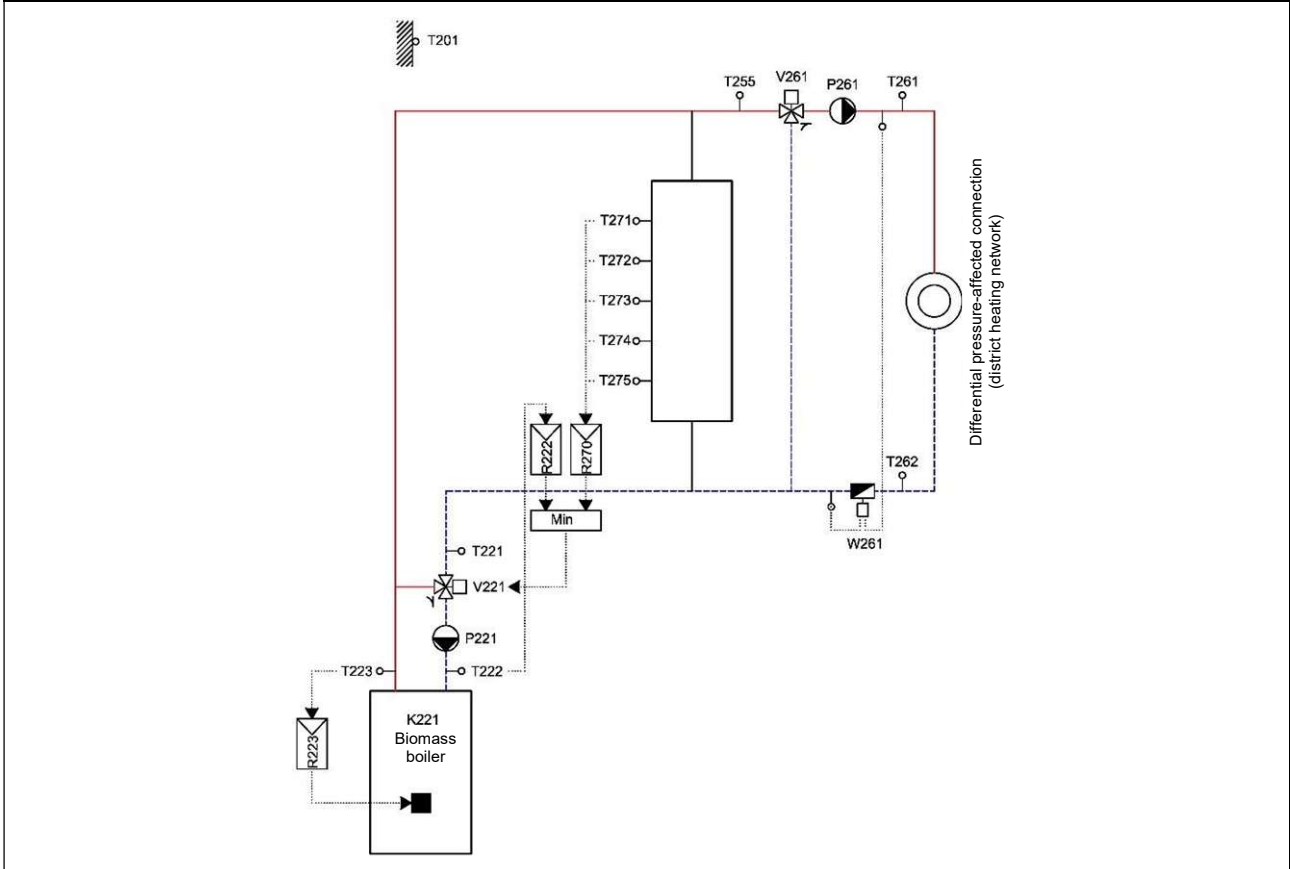 T201
T255
V261
P261
T261
T271
T272
T273
T274
T275
Differential pressure-affected connection
(district heating network)
R222
R270
T262
Min
W261
T221
V221
P221
T223
T222
K221
Biomass
boiler
R223